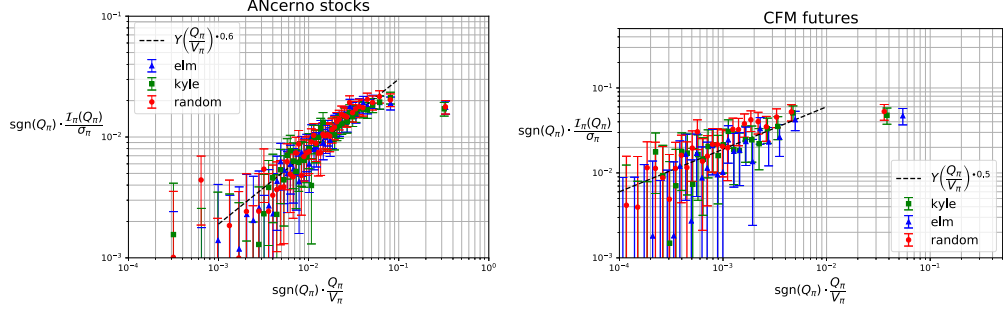 ANcerno stocks
10⁻¹
10⁻²
10⁻³
sgn(Q_π) · I_π(Q_π)/σ_π
Y(Q_π/V_π)^•0.6
elm
kyle
random
10⁻⁴ 10⁻³ 10⁻² 10⁻¹ 10⁰
sgn(Q_π) · Q_π/V_π
CFM futures
10⁻¹
10⁻²
10⁻³
sgn(Q_π) · I_π(Q_π)/σ_π
Y(Q_π/V_π)^•0.5
kyle
elm
random
10⁻⁴ 10⁻³ 10⁻² 10⁻¹
sgn(Q_π) · Q_π/V_π